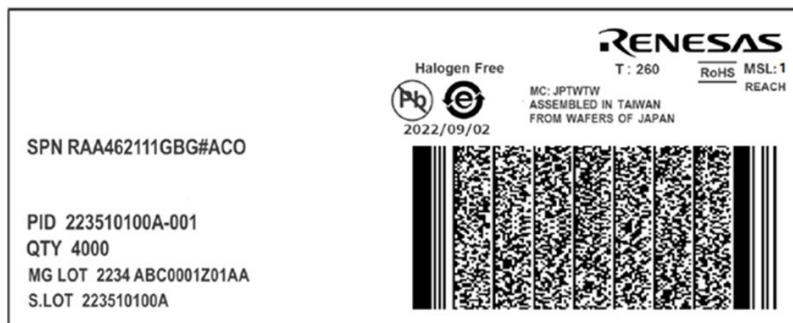 RENESAS
Halogen Free
T : 260
RoHS MSL: 1
REACH
Pb e
MC: JPTWTW
ASSEMBLED IN TAIWAN
FROM WAFERS OF JAPAN
2022/09/02
SPN RAA462111GBG#ACO
PID 223510100A-001
QTY 4000
MG LOT 2234 ABC0001Z01AA
S.LOT 223510100A